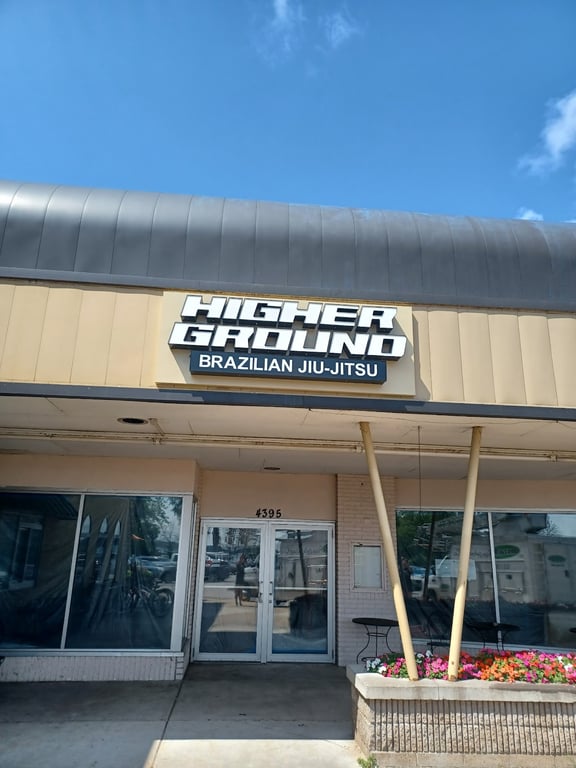 HIGHER
GROUND
BRAZILIAN JIU-JITSU
4395